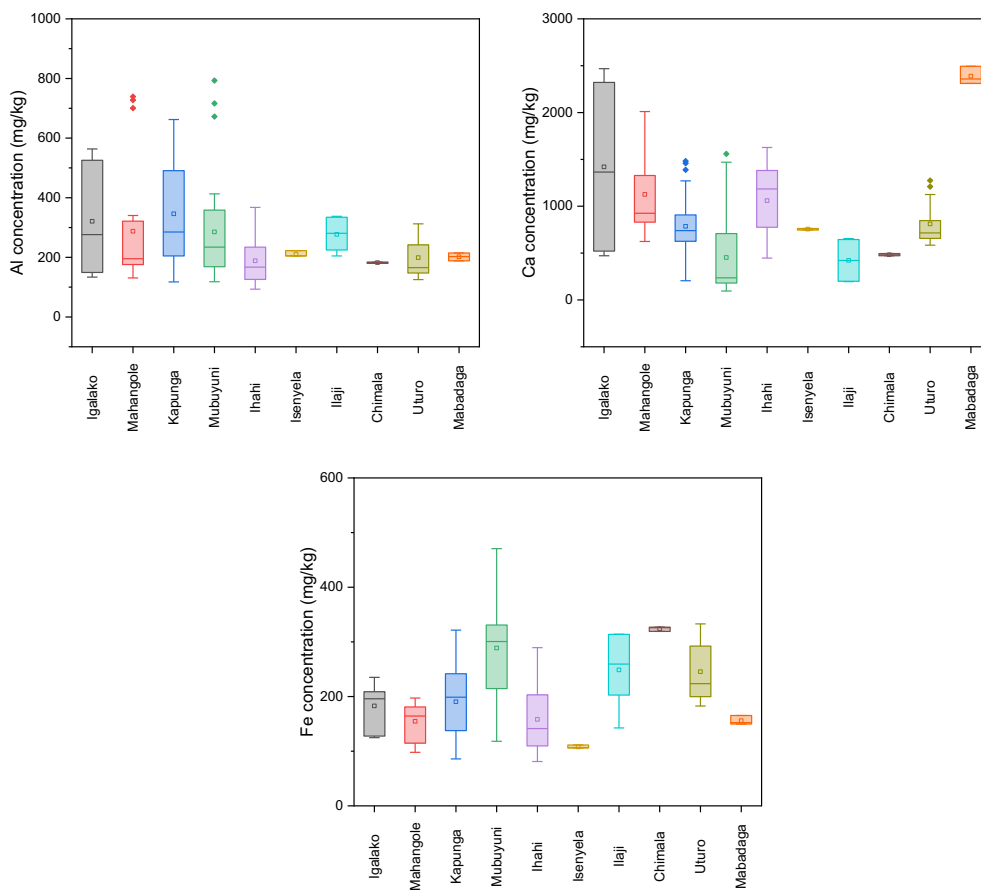 Al concentration (mg/kg)
1000
800
600
400
200
0
Igalako
Mahangole
Kapunga
Mubuyuni
Ihahi
Isenyela
Ilaji
Chimala
Uturo
Mabadaga
Ca concentration (mg/kg)
3000
2000
1000
0
Igalako
Mahangole
Kapunga
Mubuyuni
Ihahi
Isenyela
Ilaji
Chimala
Uturo
Mabadaga
Fe concentration (mg/kg)
600
400
200
0
Igalako
Mahangole
Kapunga
Mubuyuni
Ihahi
Isenyela
Ilaji
Chimala
Uturo
Mabadaga